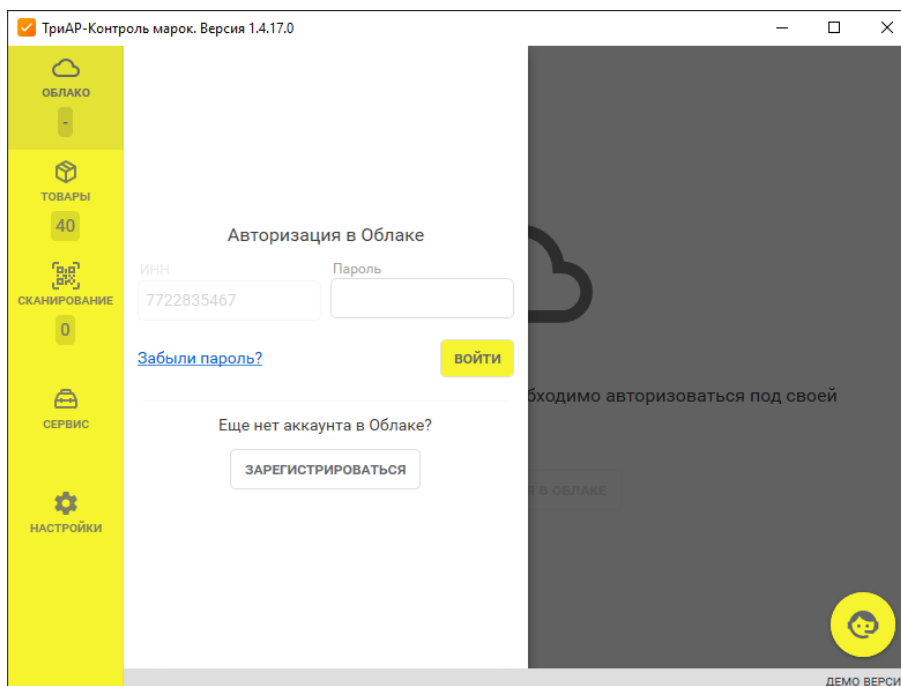 ТриАР-Контроль марок. Версия 1.4.17.0
ОБЛАКО
-
ТОВАРЫ
40
СКАНИРОВАНИЕ
0
СЕРВИС
НАСТРОЙКИ
Авторизация в Облаке
ИНН
Пароль
7722835467
Забыли пароль?
ВОЙТИ
Еще нет аккаунта в Облаке?
ЗАРЕГИСТРИРОВАТЬСЯ
бходимо авторизоваться под своей
Я В ОБЛАКЕ
ДЕМО ВЕРСИ